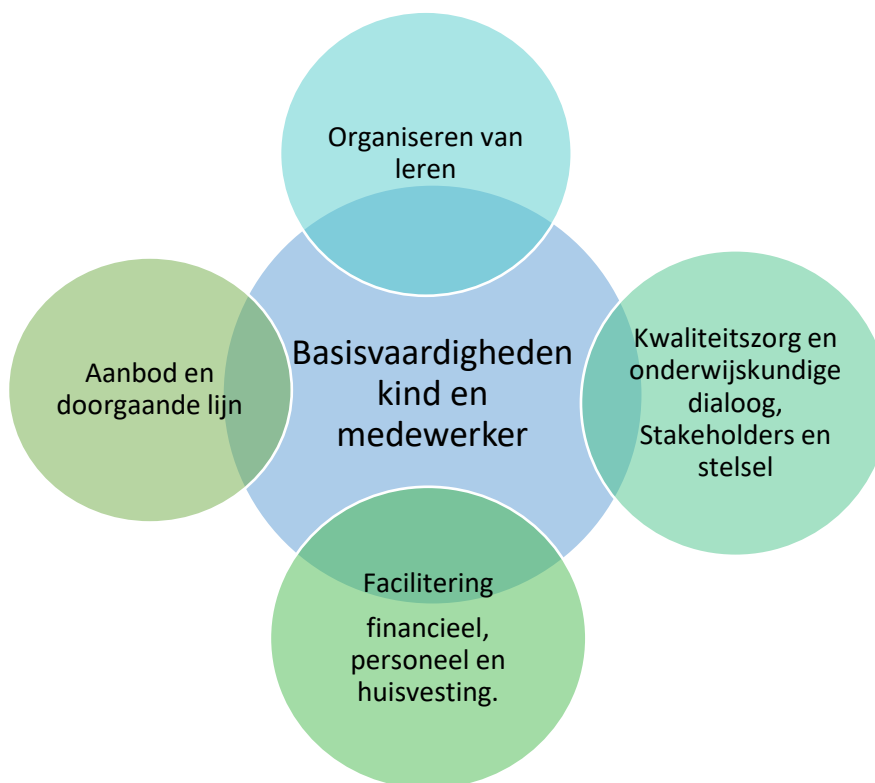 Organiseren van
leren
Basisvaardigheden
kind en
medewerker
Kwaliteitszorg en
onderwijskundige
dialoog,
Stakeholders en
stelsel
Aanbod en
doorgaande lijn
Facilitering
financieel,
personeel en
huisvesting.